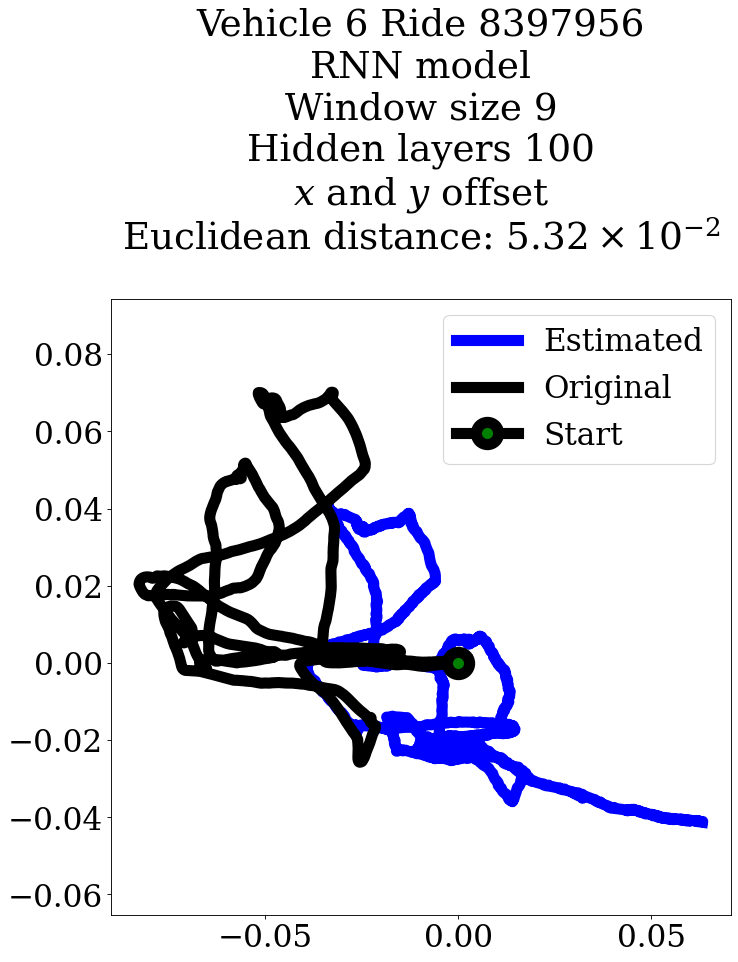 Vehicle 6 Ride 8397956
RNN model
Window size 9
Hidden layers 100
x and y offset
Euclidean distance: 5.32 × 10⁻²
Estimated
Original
Start
0.08
0.06
0.04
0.02
0.00
−0.02
−0.04
−0.06
−0.05
0.00
0.05